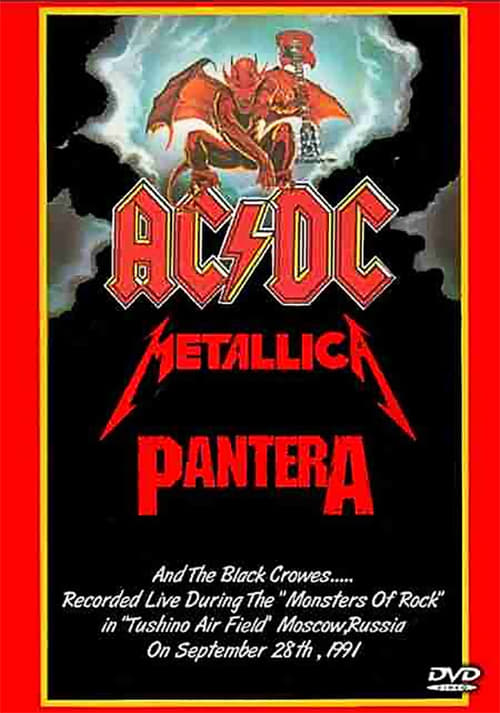 AC/DC
METALLICA
PANTERA
And The Black Crowes.....
Recorded Live During The "Monsters Of Rock"
in "Tushino Air Field" Moscow,Russia
On September 28th, 1991
DVD
VIDEO